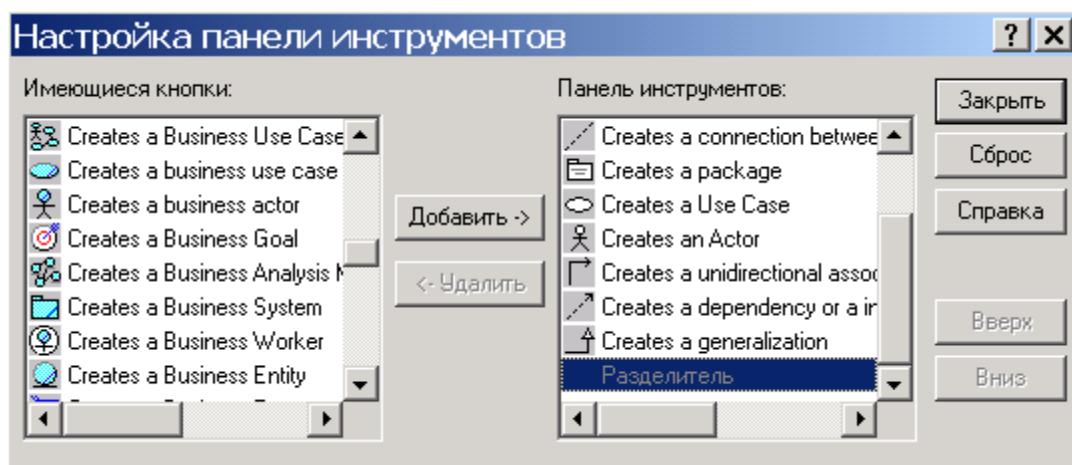 Настройка панели инструментов
Имеющиеся кнопки:
Creates a Business Use Case
Creates a business use case
Creates a business actor
Creates a Business Goal
Creates a Business Analysis
Creates a Business System
Creates a Business Worker
Creates a Business Entity
Добавить ->
<- Удалить
Панель инструментов:
Creates a connection betwee
Creates a package
Creates a Use Case
Creates an Actor
Creates a unidirectional assoc
Creates a dependency or a in
Creates a generalization
Разделитель
Закрыть
Сброс
Справка
Вверх
Вниз